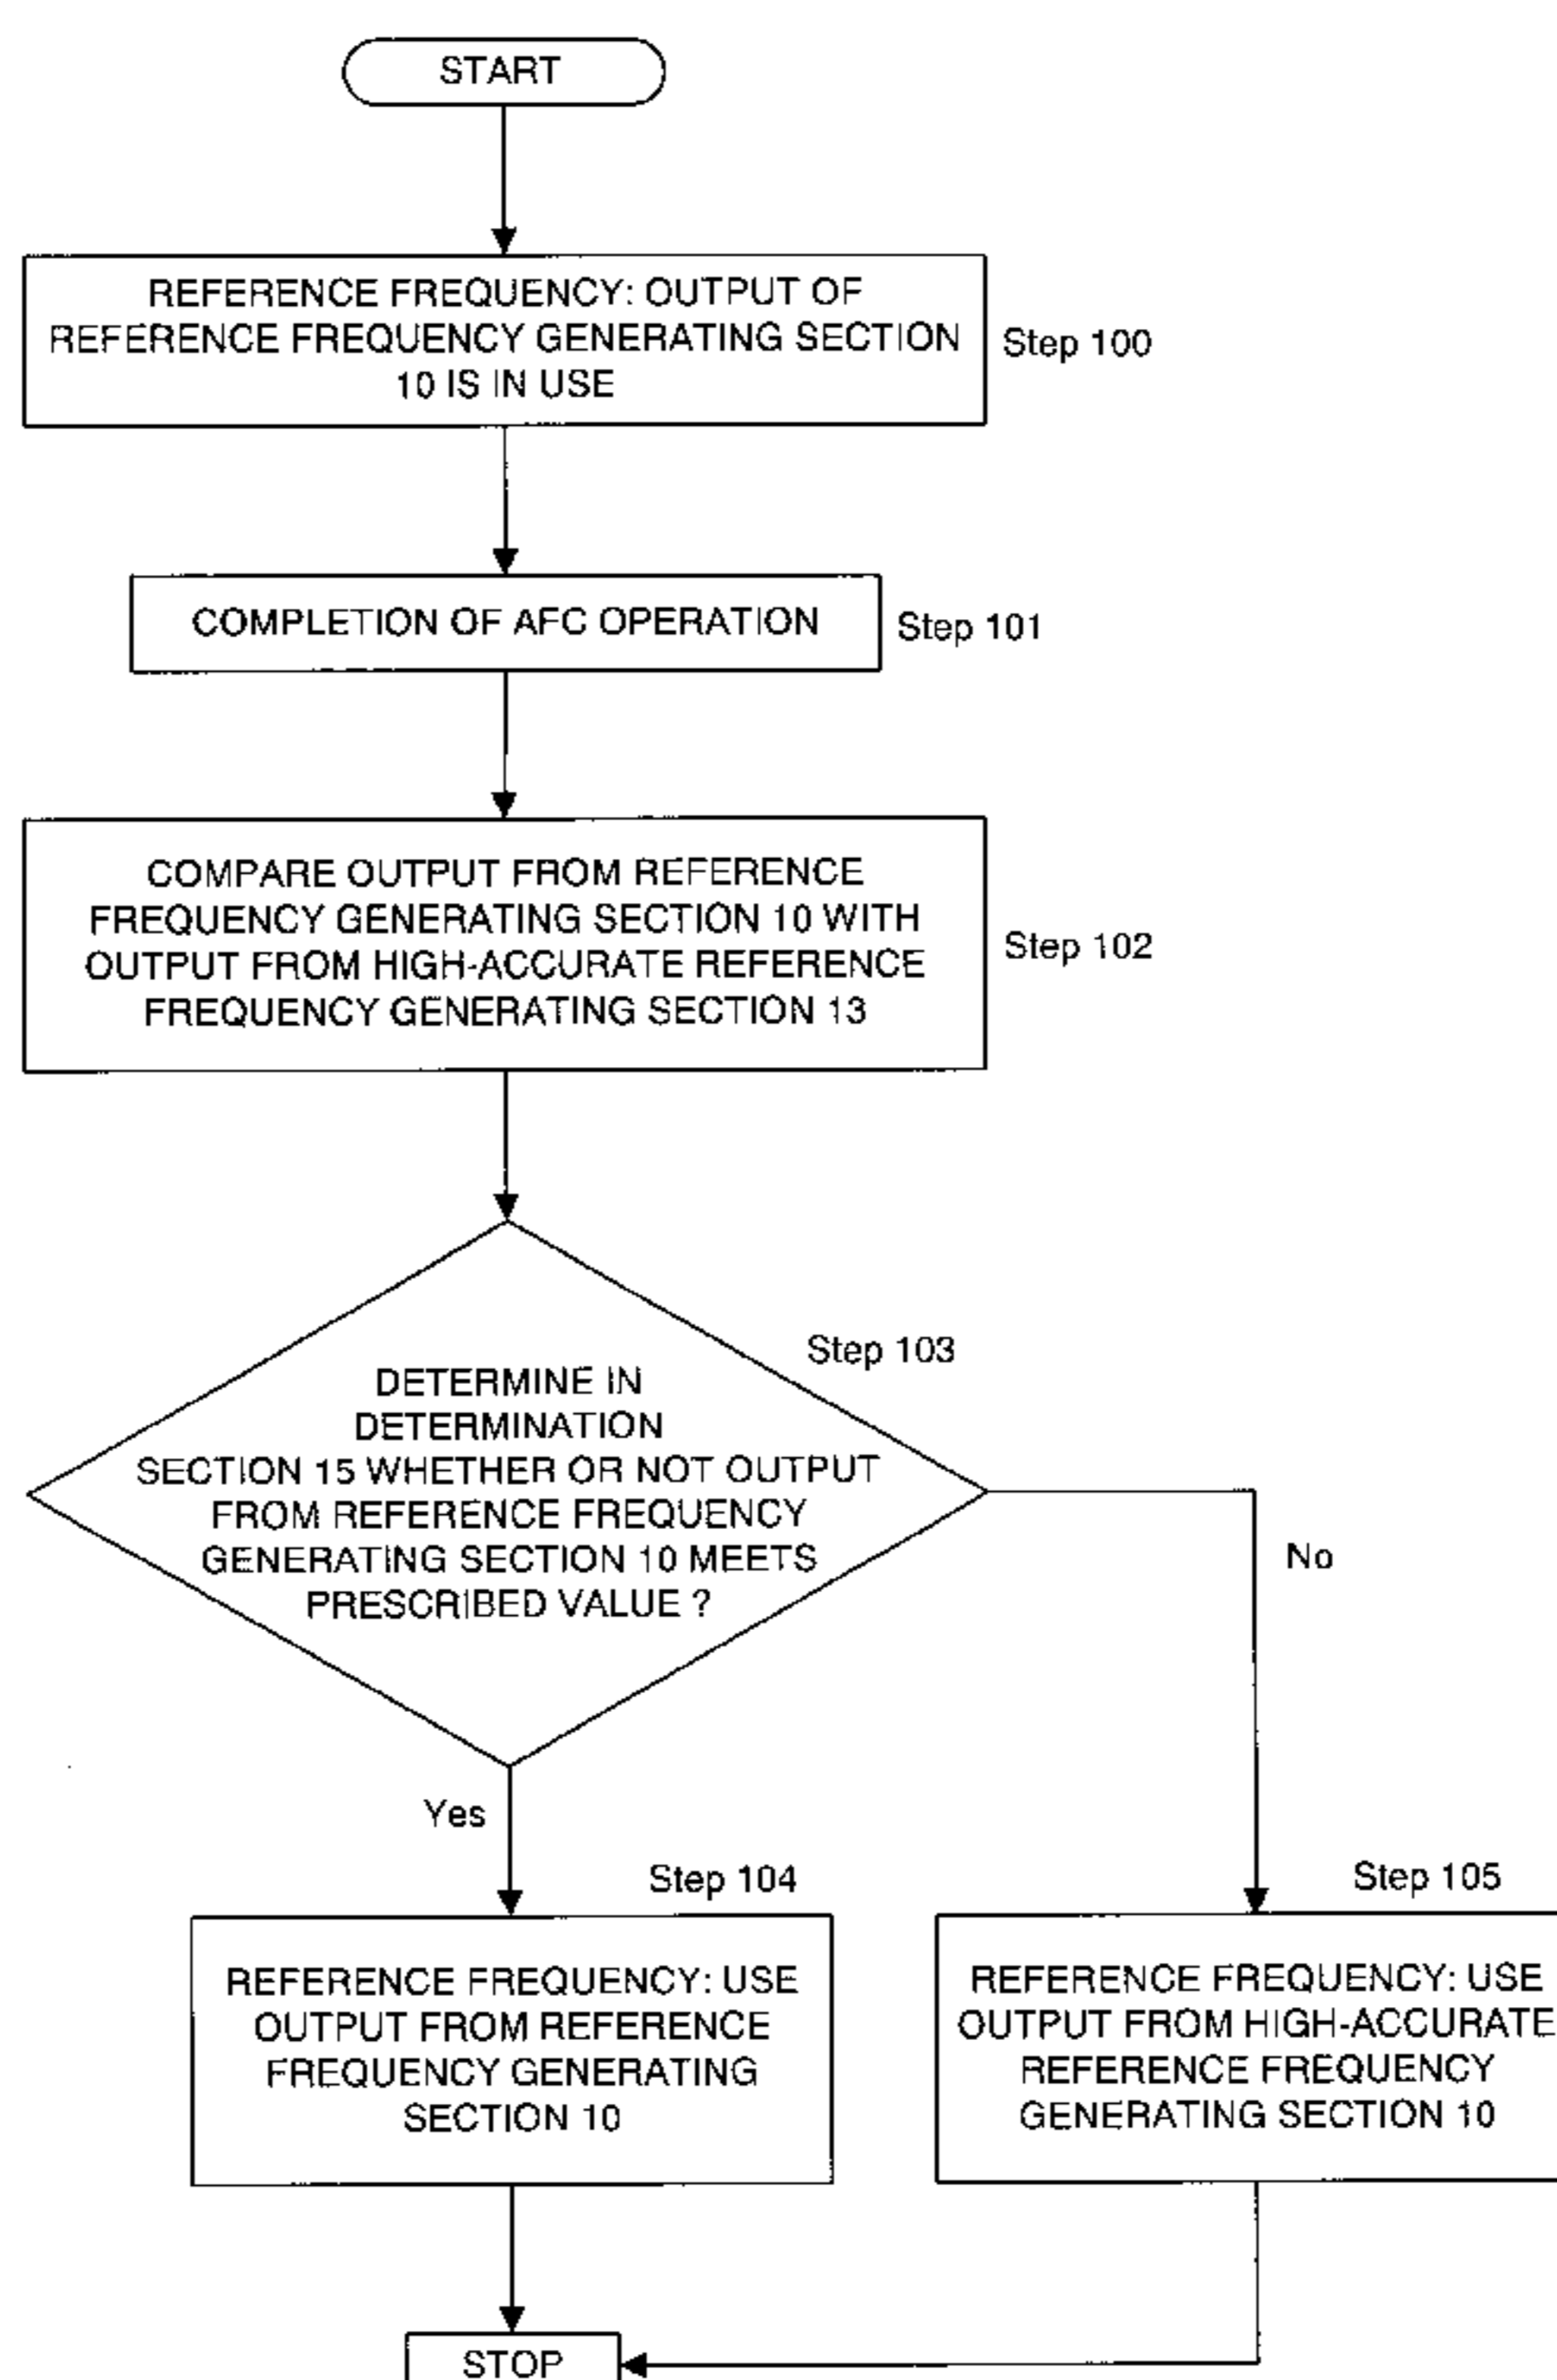 START
REFERENCE FREQUENCY: OUTPUT OF
REFERENCE FREQUENCY GENERATING SECTION
10 IS IN USE
Step 100
COMPLETION OF AFC OPERATION
Step 101
COMPARE OUTPUT FROM REFERENCE
FREQUENCY GENERATING SECTION 10 WITH
OUTPUT FROM HIGH-ACCURATE REFERENCE
FREQUENCY GENERATING SECTION 13
Step 102
Step 103
DETERMINE IN
DETERMINATION
SECTION 15 WHETHER OR NOT OUTPUT
FROM REFERENCE FREQUENCY
GENERATING SECTION 10 MEETS
PRESCRIBED VALUE ?
No
Yes
Step 104
REFERENCE FREQUENCY: USE
OUTPUT FROM REFERENCE
FREQUENCY GENERATING
SECTION 10
Step 105
REFERENCE FREQUENCY: USE
OUTPUT FROM HIGH-ACCURATE
REFERENCE FREQUENCY
GENERATING SECTION 10
STOP